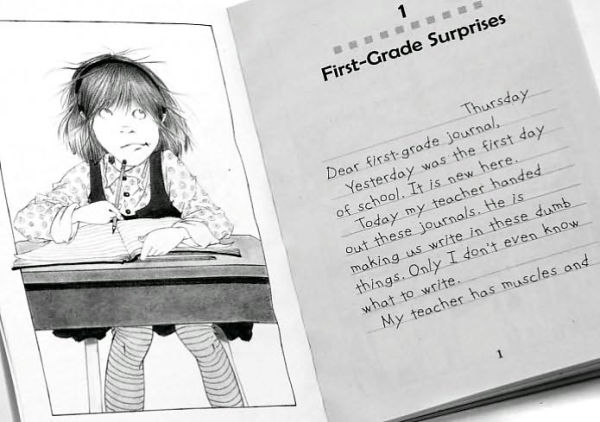 1
First-Grade Surprises
Thursday
Dear first-grade journal,
Yesterday was the first day
of school. It is new here.
Today my teacher handed
out these journals. He is
making us write in these dumb
things. Only I don't even know
what to write.
My teacher has muscles and
1